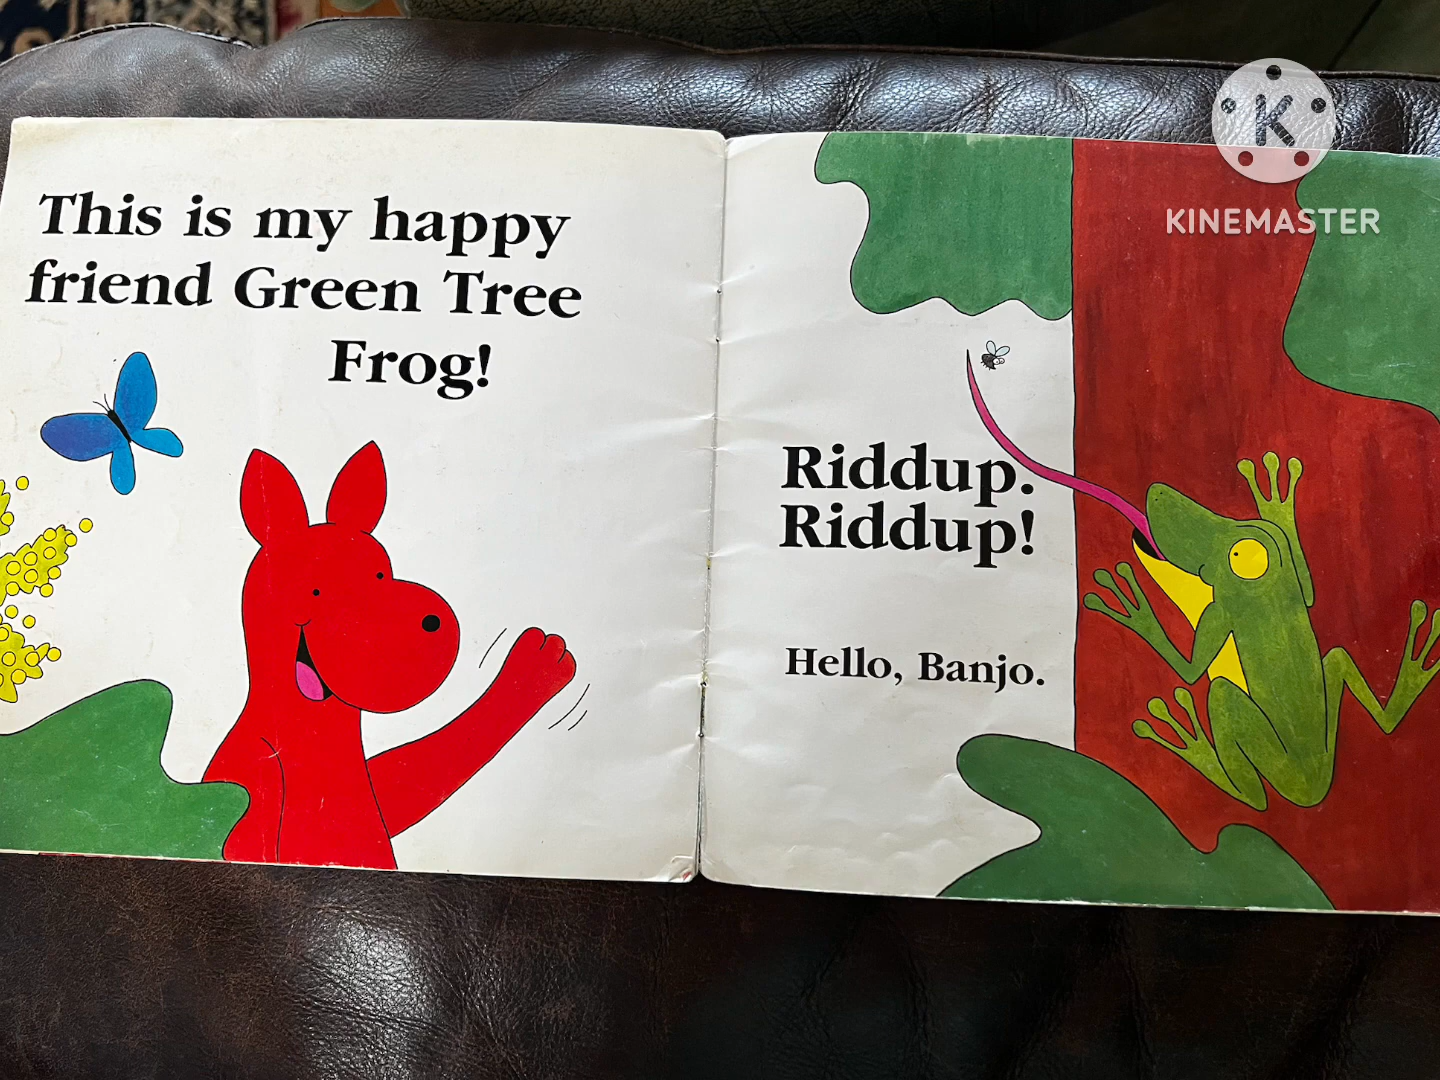 This is my happy
friend Green Tree
Frog!
Riddup.
Riddup!
Hello, Banjo.
K
KINEMASTER